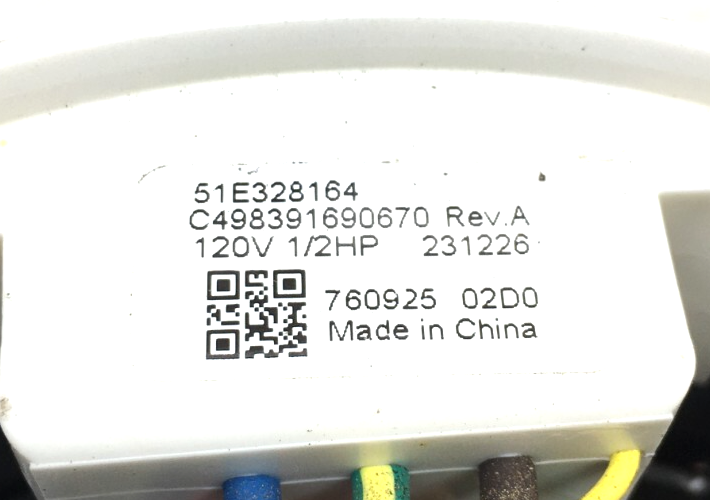 51E328164
C498391690670 Rev.A
120V 1/2HP 231226
760925 02D0
Made in China